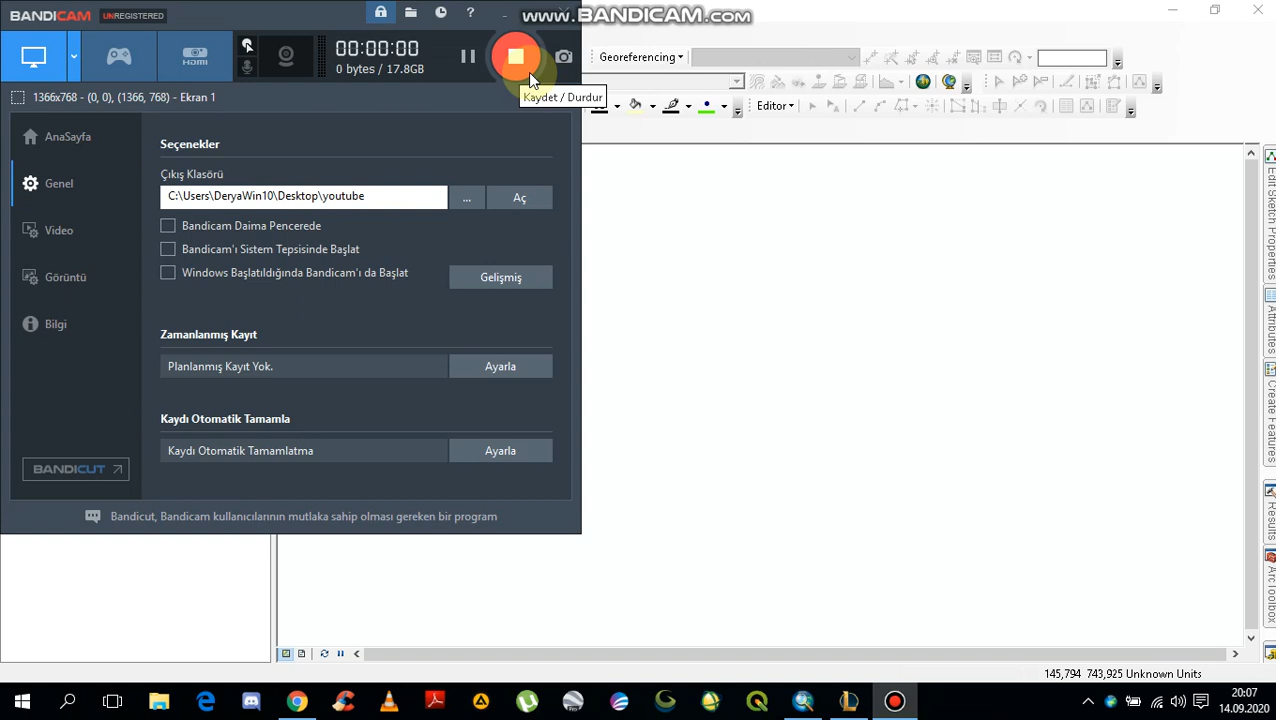 BANDICAM UNREGISTERED
www.BANDICAM.com
HDMI
00:00:00
0 bytes / 17.8GB
Kaydet / Durdur
1366x768 - (0, 0), (1366, 768) - Ekran 1
AnaSayfa
Genel
Video
Görüntü
Bilgi
BANDICUT
Seçenekler
Çıkış Klasörü
C:\Users\DeryaWin10\Desktop\youtube
...
Aç
Bandicam Daima Pencerede
Bandicam'ı Sistem Tepsisinde Başlat
Windows Başlatıldığında Bandicam'ı da Başlat
Gelişmiş
Zamanlanmış Kayıt
Planlanmış Kayıt Yok.
Ayarla
Kaydı Otomatik Tamamla
Kaydı Otomatik Tamamlatma
Ayarla
Bandicut, Bandicam kullanıcılarının mutlaka sahip olması gereken bir program
Georeferencing
Editor
Edit Sketch Properties
Attributes
Create Features
Results
ArcToolbox
145,794 743,925 Unknown Units
20:07
14.09.2020